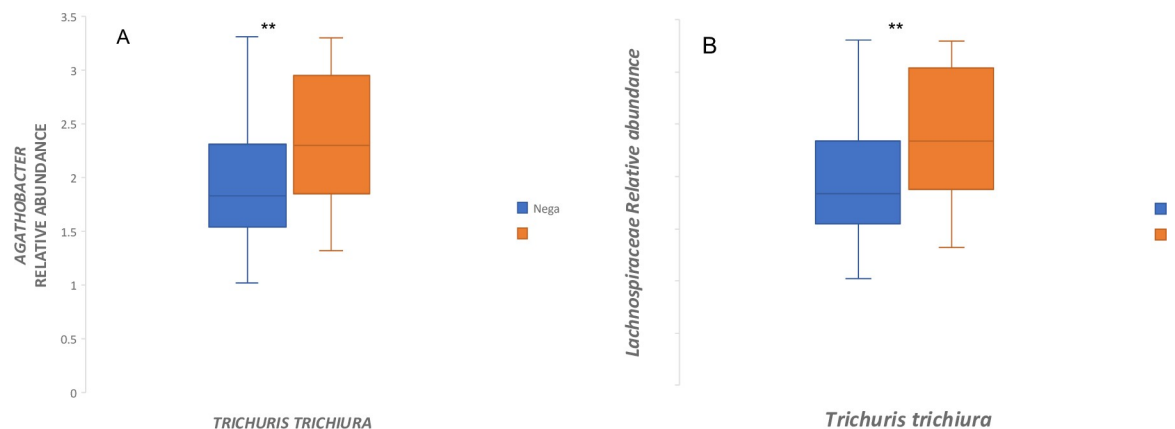 A
**
3.5
3
2.5
2
1.5
1
0.5
0
AGATHOBACTER
RELATIVE ABUNDANCE
TRICHURIS TRICHIURA
Nega
B
**
Lachnospiraceae Relative abundance
Trichuris trichiura